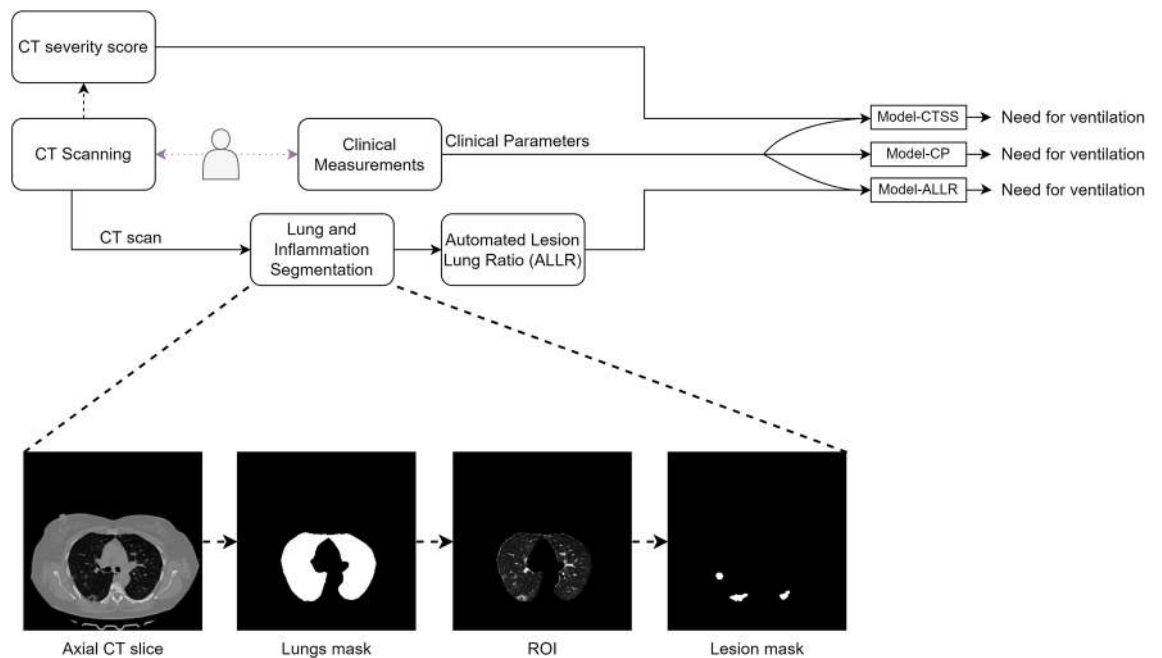 CT severity score
CT Scanning
Clinical
Measurements
Clinical Parameters
Model-CTSS
Need for ventilation
Model-CP
Need for ventilation
Model-ALLR
Need for ventilation
CT scan
Lung and
Inflammation
Segmentation
Automated Lesion
Lung Ratio (ALLR)
Axial CT slice
Lungs mask
ROI
Lesion mask